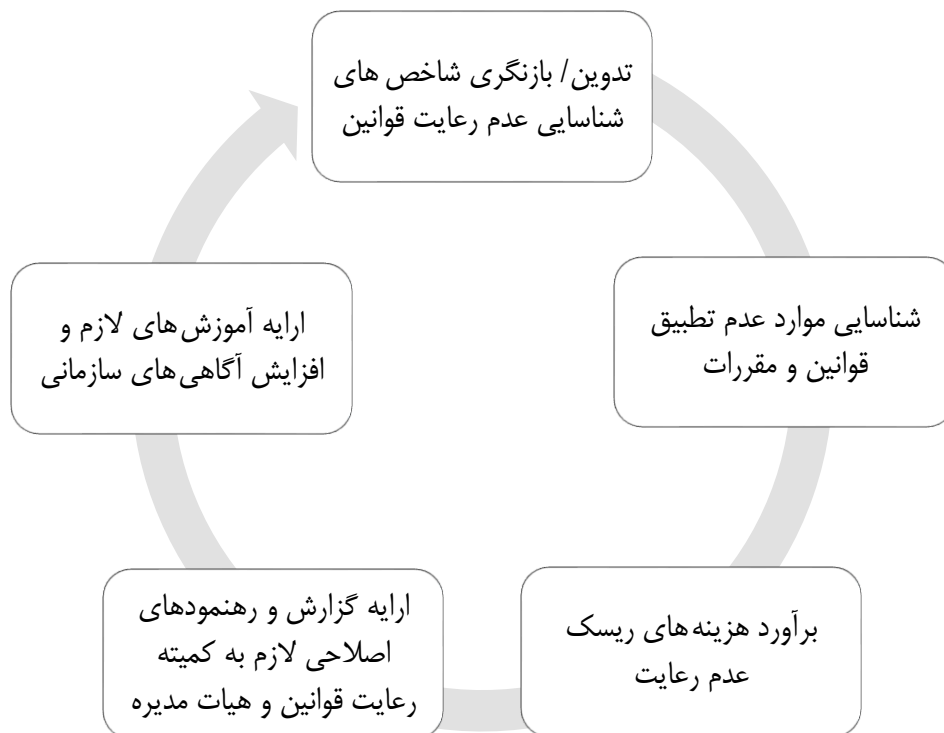 تدوین/ بازنگری شاخص های
شناسایی عدم رعایت قوانین
شناسایی موارد عدم تطبیق
قوانین و مقررات
برآورد هزینه‌های ریسک
عدم رعایت
ارایه گزارش و رهنمودهای
اصلاحی لازم به کمیته
رعایت قوانین و هیات مدیره
ارایه آموزش‌های لازم و
افزایش آگاهی‌های سازمانی